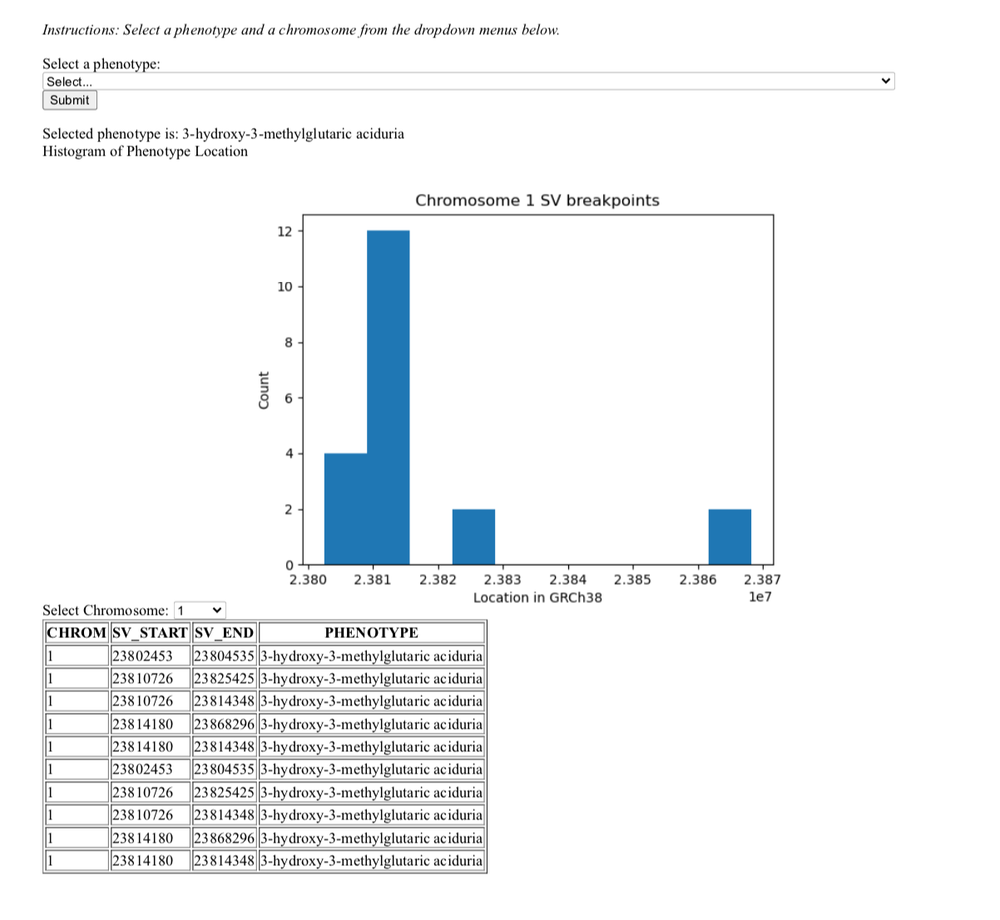 Instructions: Select a phenotype and a chromosome from the dropdown menus below.
Select a phenotype:
Select...
Submit
Selected phenotype is: 3-hydroxy-3-methylglutaric aciduria
Histogram of Phenotype Location
Chromosome 1 SV breakpoints
12
10
8
6
4
2
0
Count
2.380 2.381 2.382 2.383 2.384 2.385 2.386 2.387
Location in GRCh38
1e7
Select Chromosome: 1
CHROM SV_START SV_END PHENOTYPE
1 23802453 23804535 3-hydroxy-3-methylglutaric aciduria
1 23810726 23825425 3-hydroxy-3-methylglutaric aciduria
1 23810726 23814348 3-hydroxy-3-methylglutaric aciduria
1 23814180 23868296 3-hydroxy-3-methylglutaric aciduria
1 23814180 23814348 3-hydroxy-3-methylglutaric aciduria
1 23802453 23804535 3-hydroxy-3-methylglutaric aciduria
1 23810726 23825425 3-hydroxy-3-methylglutaric aciduria
1 23810726 23814348 3-hydroxy-3-methylglutaric aciduria
1 23814180 23868296 3-hydroxy-3-methylglutaric aciduria
1 23814180 23814348 3-hydroxy-3-methylglutaric aciduria